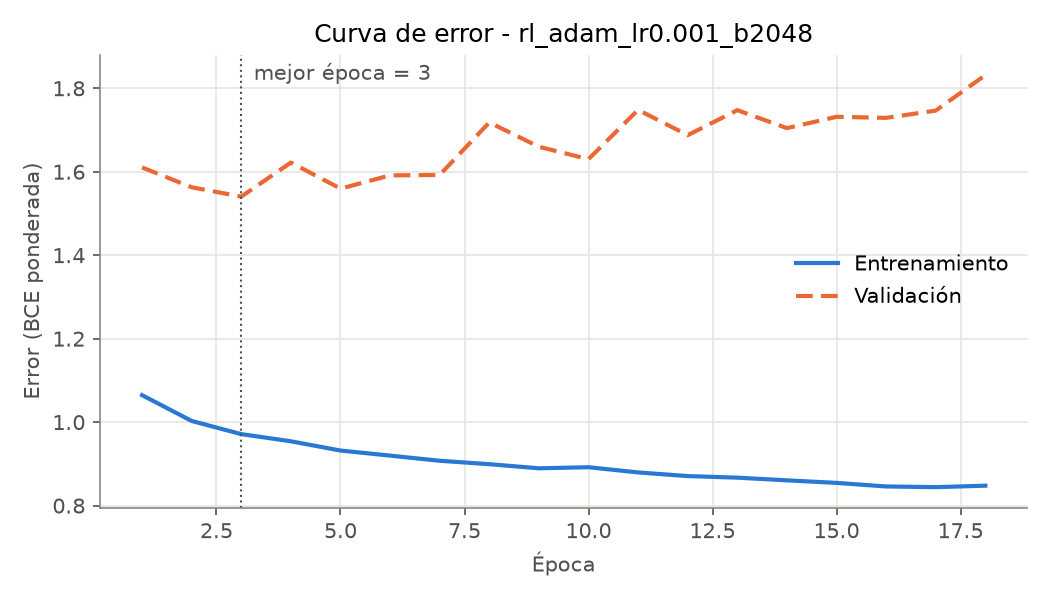 Curva de error - rl_adam_lr0.001_b2048
mejor época = 3
Error (BCE ponderada)
1.8
1.6
1.4
1.2
1.0
0.8
Entrenamiento
Validación
2.5 5.0 7.5 10.0 12.5 15.0 17.5
Época